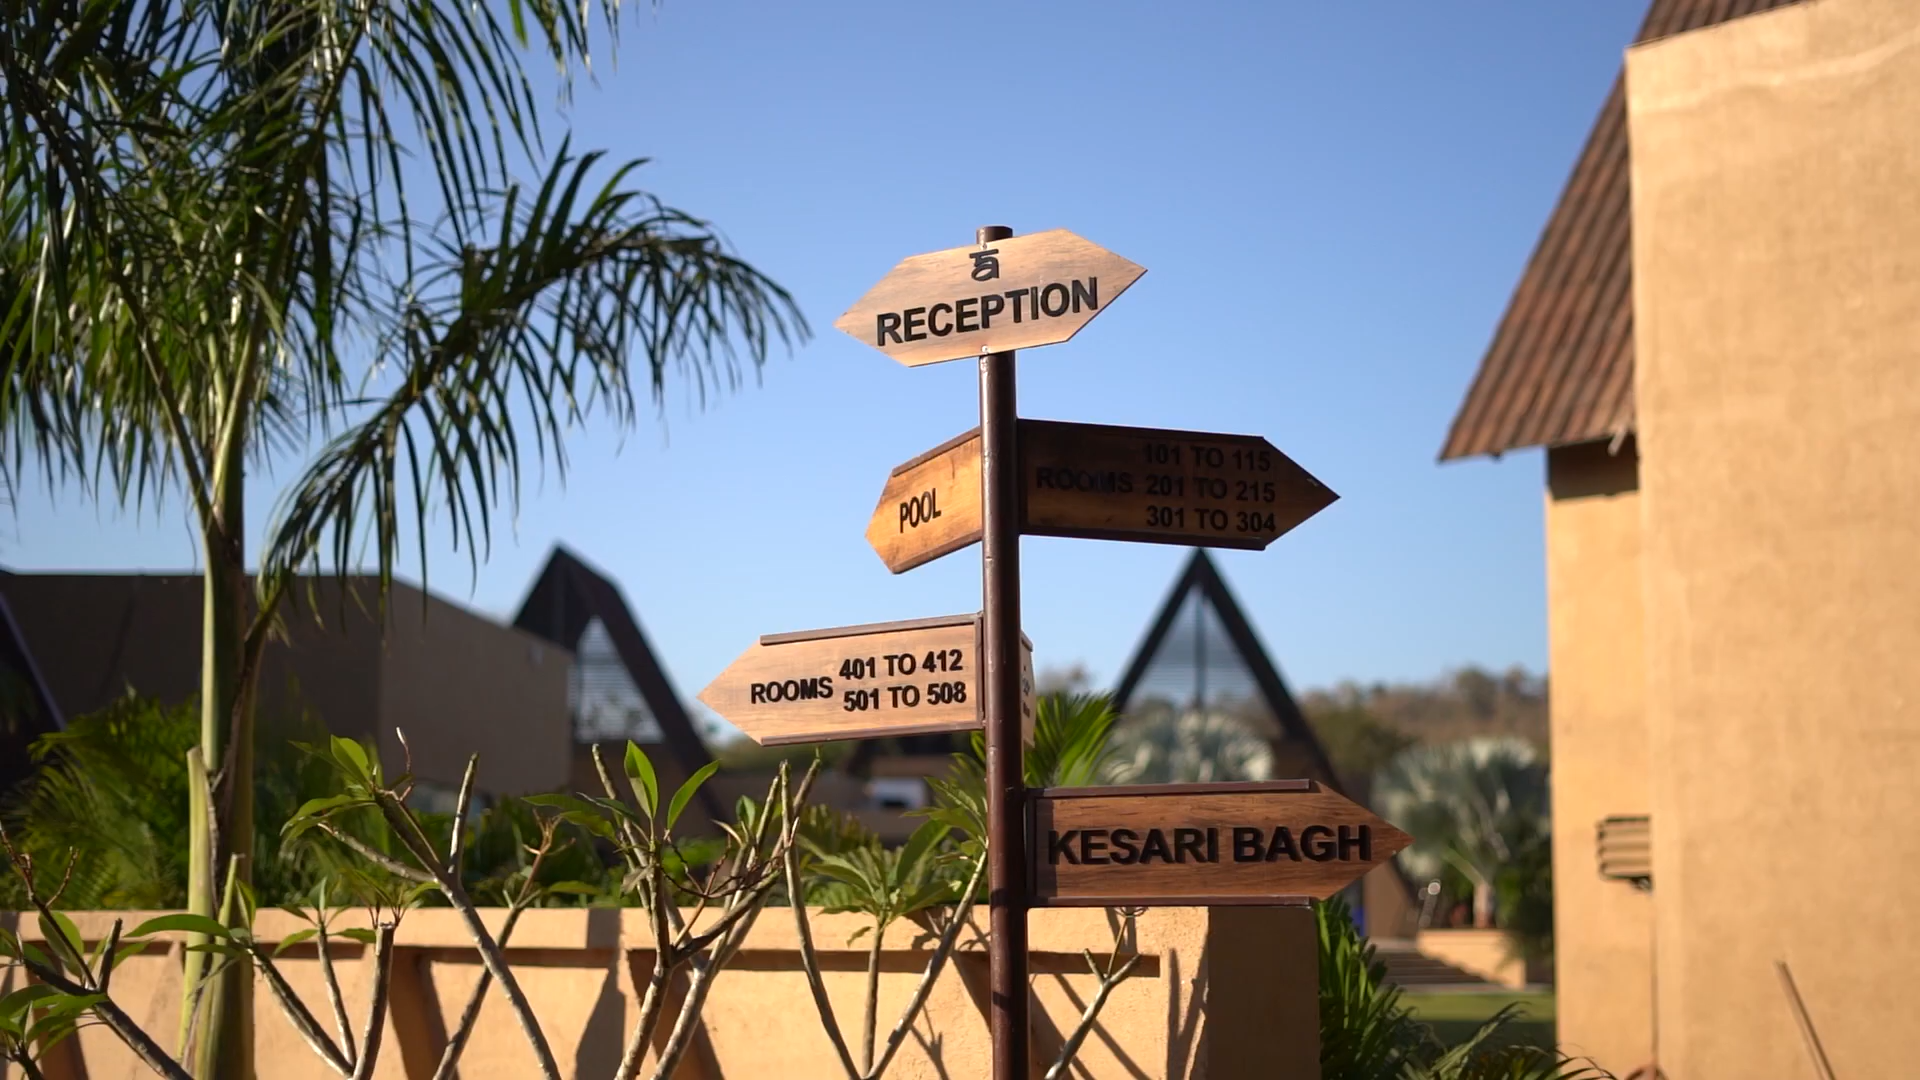 RECEPTION
POOL
ROOMS
101 TO 115
201 TO 215
301 TO 304
ROOMS
401 TO 412
501 TO 508
KESARI BAGH